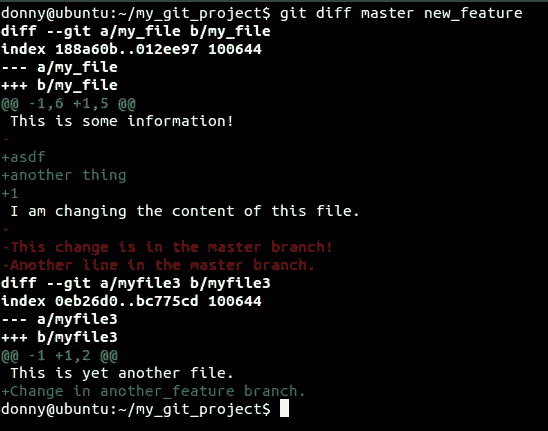 donny@ubuntu:~/my_git_project$ git diff master new_feature
diff --git a/my_file b/my_file
index 188a60b..012ee97 100644
--- a/my_file
+++ b/my_file
@@ -1,6 +1,5 @@
 This is some information!
-
+asdf
+another thing
+1
 I am changing the content of this file.
-
-This change is in the master branch!
-Another line in the master branch.
diff --git a/myfile3 b/myfile3
index 0eb26d0..bc775cd 100644
--- a/myfile3
+++ b/myfile3
@@ -1 +1,2 @@
 This is yet another file.
+Change in another_feature branch.
donny@ubuntu:~/my_git_project$